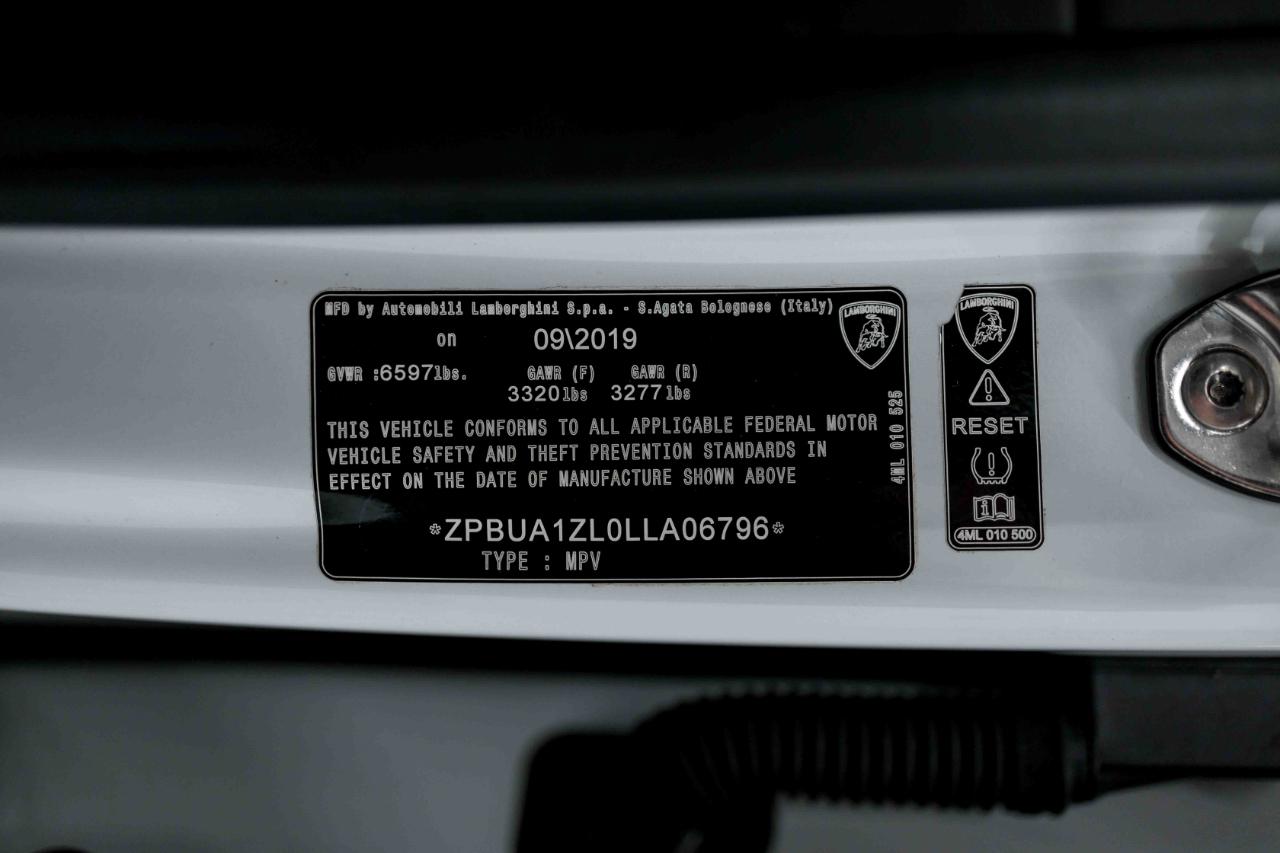 MFD by Automobili Lamborghini S.p.a. - S.Agata Bolognese (Italy)
on 09\2019
GVWR :6597lbs. GAWR (F) GAWR (R)
3320lbs 3277lbs
THIS VEHICLE CONFORMS TO ALL APPLICABLE FEDERAL MOTOR
VEHICLE SAFETY AND THEFT PREVENTION STANDARDS IN
EFFECT ON THE DATE OF MANUFACTURE SHOWN ABOVE
*ZPBUA1ZL0LLA06796*
TYPE : MPV
LAMBORGHINI
4ML 010 525
LAMBORGHINI
RESET
4ML 010 500